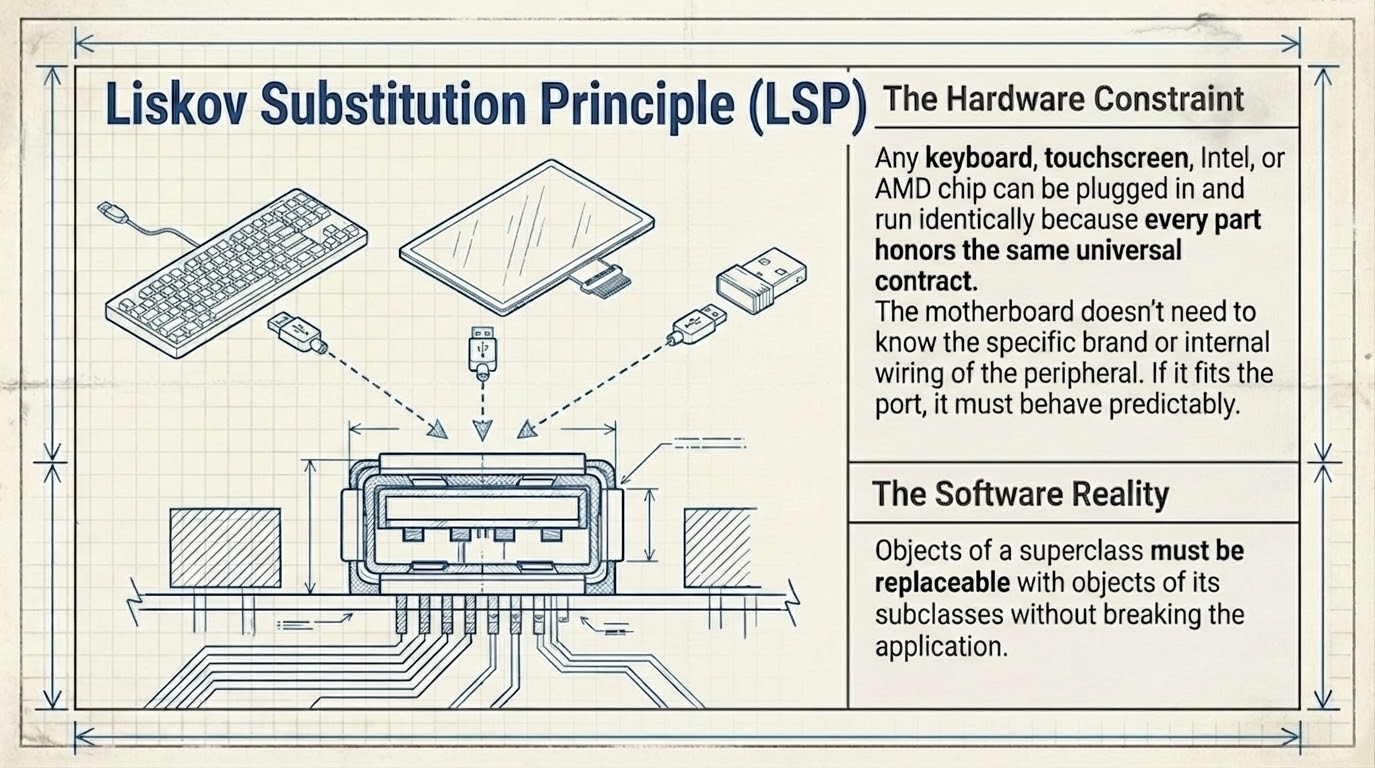 Liskov Substitution Principle (LSP)
The Hardware Constraint
Any keyboard, touchscreen, Intel, or
AMD chip can be plugged in and
run identically because every part
honors the same universal
contract.
The motherboard doesn't need to
know the specific brand or internal
wiring of the peripheral. If it fits the
port, it must behave predictably.
The Software Reality
Objects of a superclass must be
replaceable with objects of its
subclasses without breaking the
application.